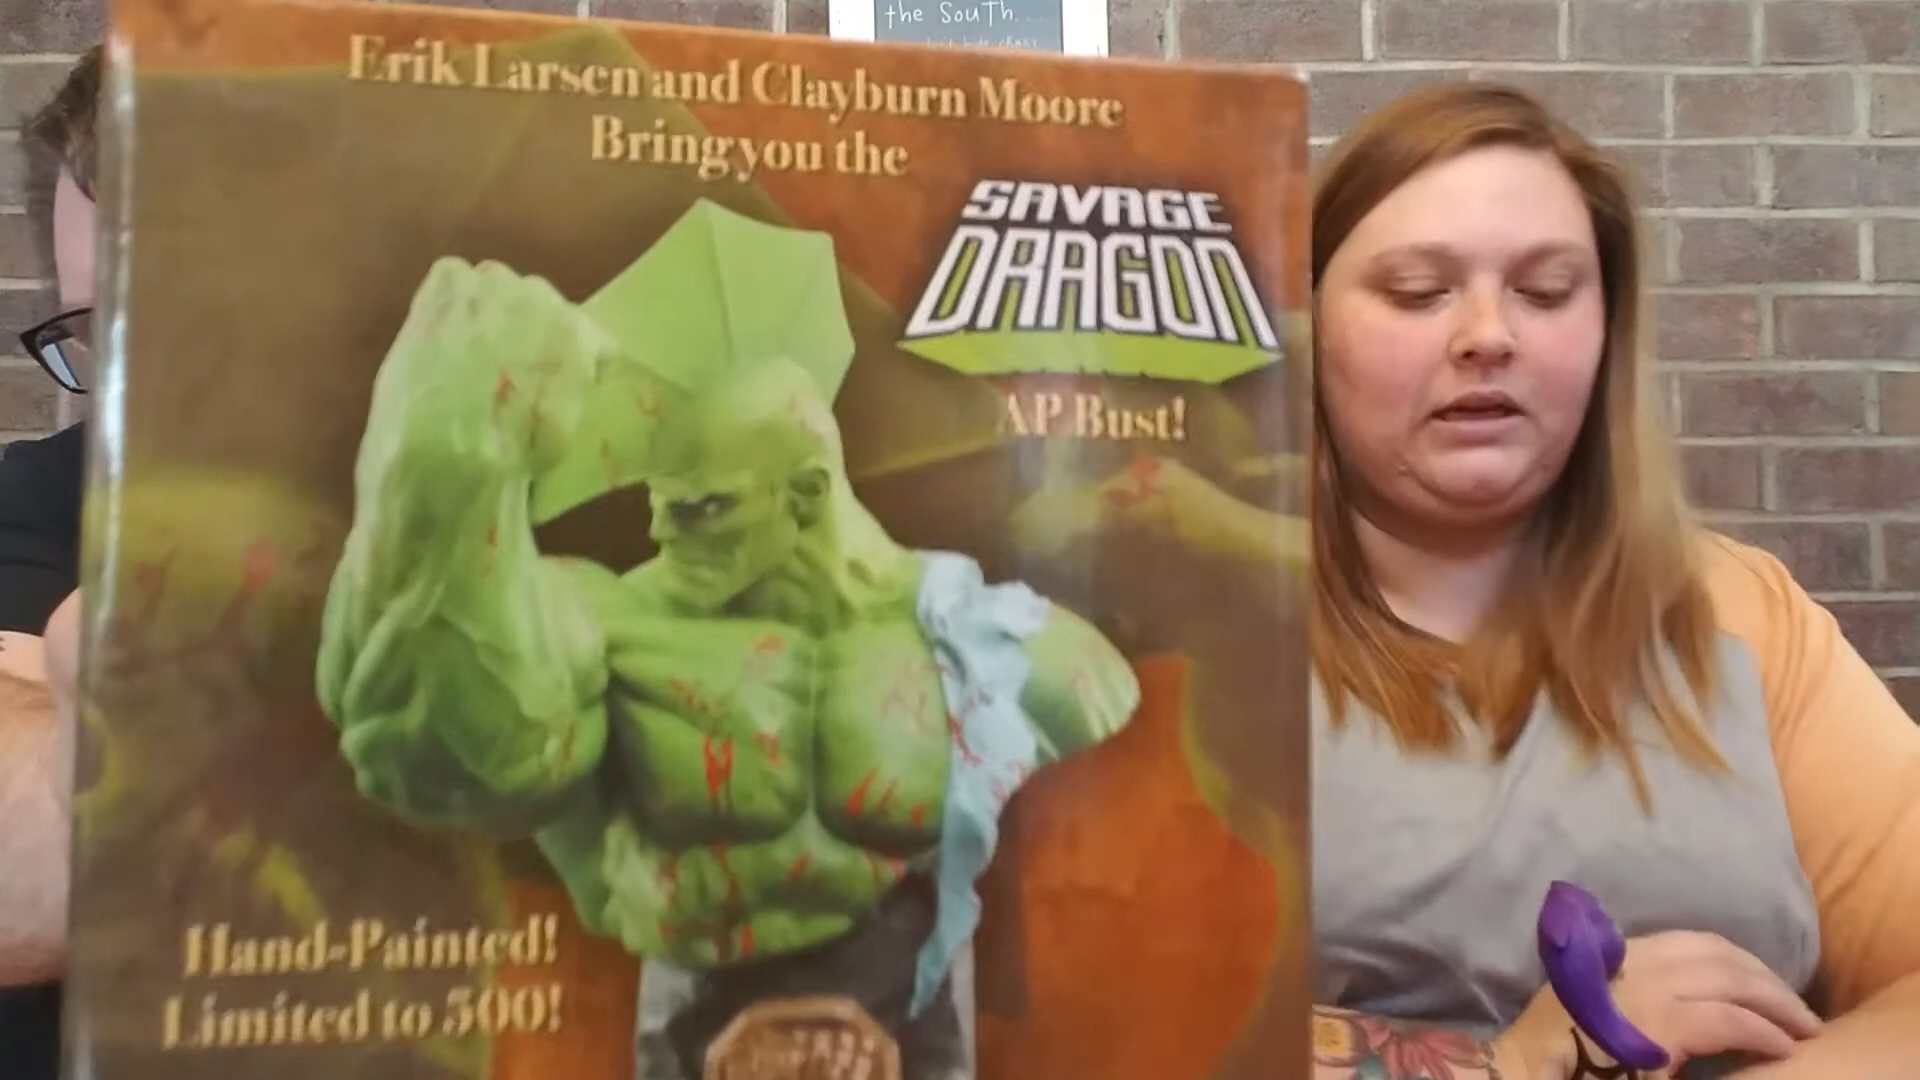 the South
Erik Larsen and Clayburn Moore
Bring you the
SAVAGE
DRAGON
AP Bust!
Hand-Painted!
Limited to 500!